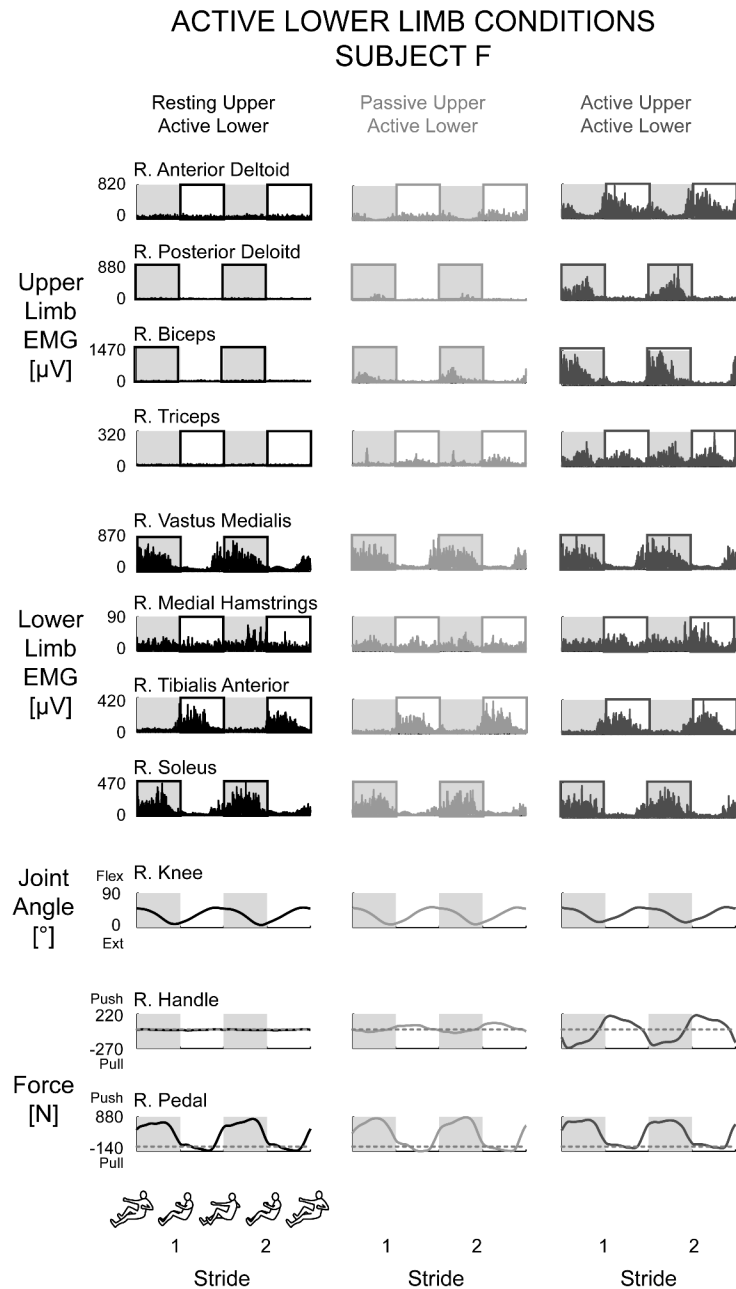 ACTIVE LOWER LIMB CONDITIONS
SUBJECT F
Resting Upper
Active Lower
Passive Upper
Active Lower
Active Upper
Active Lower
Upper
Limb
EMG
[µV]
R. Anterior Deltoid
820
0
R. Posterior Deloitd
880
0
R. Biceps
1470
0
R. Triceps
320
0
Lower
Limb
EMG
[µV]
R. Vastus Medialis
870
0
R. Medial Hamstrings
90
0
R. Tibialis Anterior
420
0
R. Soleus
470
0
Joint
Angle
[°]
R. Knee
Flex
90
0
Ext
Force
[N]
R. Handle
Push
220
-270
Pull
R. Pedal
Push
880
-140
Pull
1 2 1 2 1 2
Stride Stride Stride